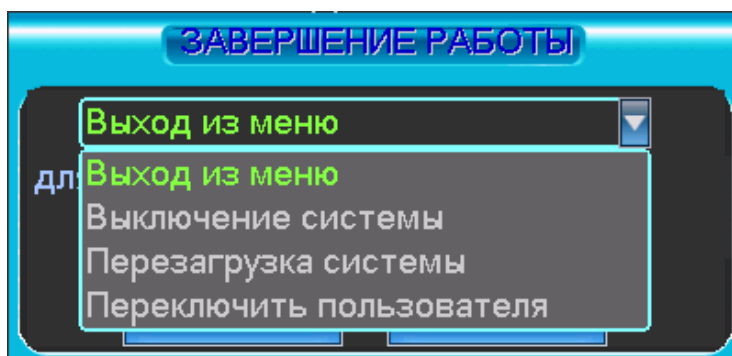 ЗАВЕРШЕНИЕ РАБОТЫ
Выход из меню
Выход из меню
Выключение системы
Перезагрузка системы
Переключить пользователя